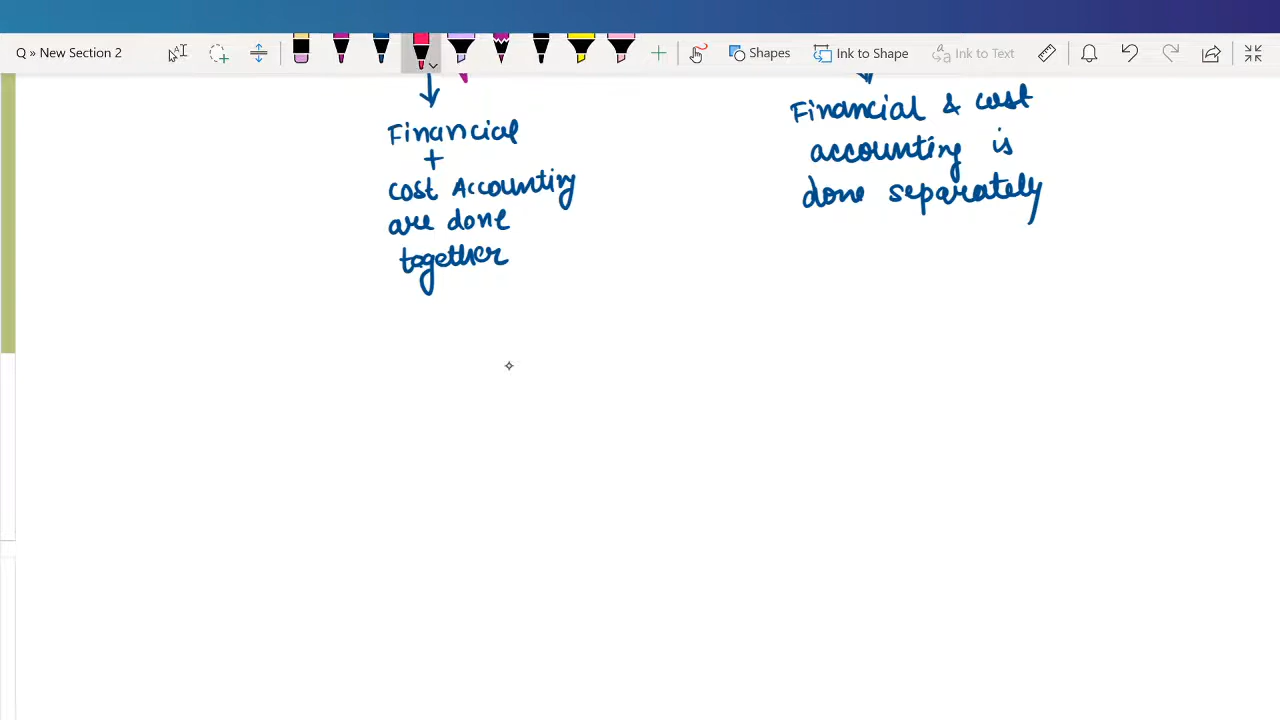 Q » New Section 2
Shapes
Ink to Shape
Ink to Text
Financial
+
cost Accounting
are done
together
Financial & cost
accounting is
done separately